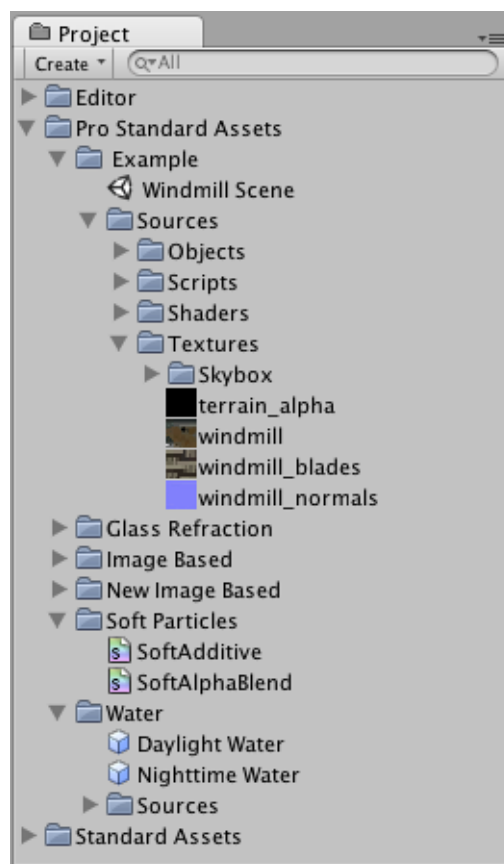 Project
Create All
Editor
Pro Standard Assets
Example
Windmill Scene
Sources
Objects
Scripts
Shaders
Textures
Skybox
terrain_alpha
windmill
windmill_blades
windmill_normals
Glass Refraction
Image Based
New Image Based
Soft Particles
SoftAdditive
SoftAlphaBlend
Water
Daylight Water
Nighttime Water
Sources
Standard Assets